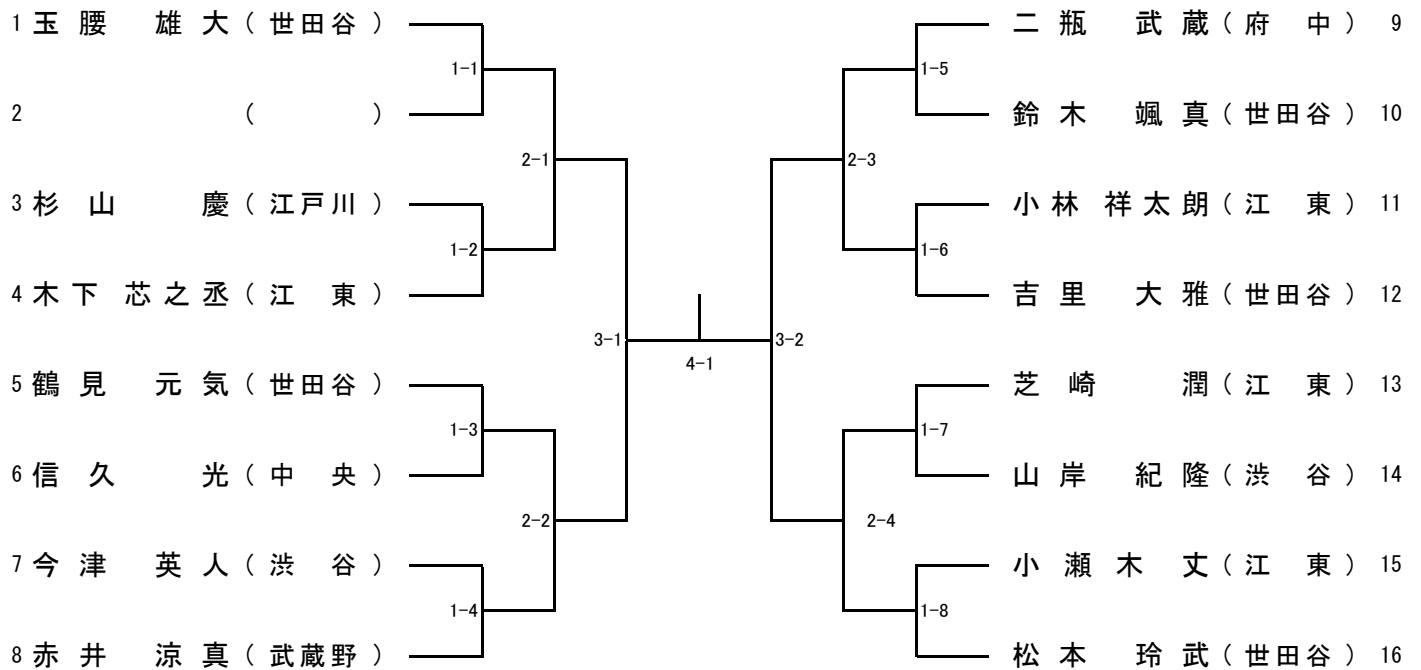 1 玉腰 雄大（世田谷）
1-1
2 （ ）
2-1
3 杉山 慶（江戸川）
1-2
4 木下 芯之丞（江東）
3-1
5 鶴見 元気（世田谷）
1-3
6 信久 光（中央）
2-2
7 今津 英人（渋谷）
1-4
8 赤井 涼真（武蔵野）
4-1
二瓶 武蔵（府中） 9
1-5
鈴木 颯真（世田谷） 10
2-3
小林 祥太朗（江東） 11
1-6
吉里 大雅（世田谷） 12
3-2
芝崎 潤（江東） 13
1-7
山岸 紀隆（渋谷） 14
2-4
小瀬木 丈（江東） 15
1-8
松本 玲武（世田谷） 16